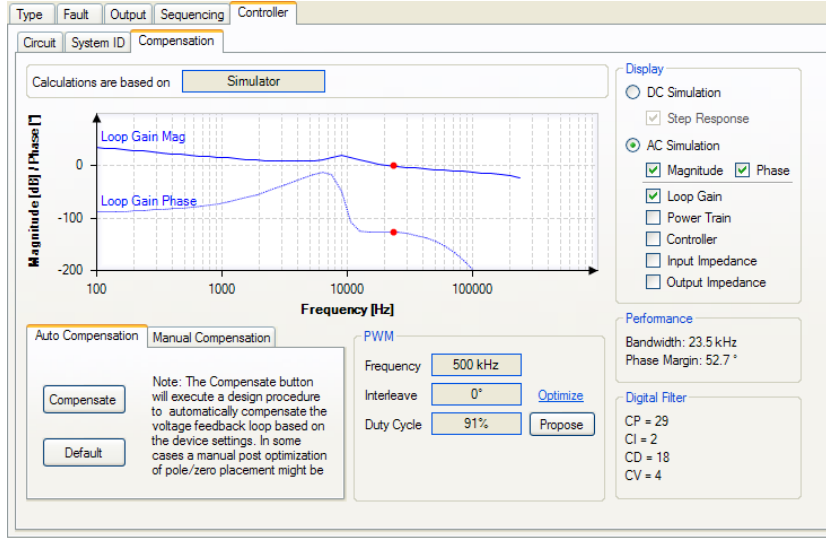 Type Fault Output Sequencing Controller
Circuit System ID Compensation
Calculations are based on Simulator
Magnitude [dB] / Phase [°]
Loop Gain Mag
Loop Gain Phase
0
-100
-200
100 1000 10000 100000
Frequency [Hz]
Display
DC Simulation
Step Response
AC Simulation
Magnitude Phase
Loop Gain
Power Train
Controller
Input Impedance
Output Impedance
Auto Compensation Manual Compensation
Compensate
Default
Note: The Compensate button
will execute a design procedure
to automatically compensate the
voltage feedback loop based on
the device settings. In some
cases a manual post optimization
of pole/zero placement might be
PWM
Frequency 500 kHz
Interleave 0° Optimize
Duty Cycle 91% Propose
Performance
Bandwidth: 23.5 kHz
Phase Margin: 52.7 °
Digital Filter
CP = 29
CI = 2
CD = 18
CV = 4